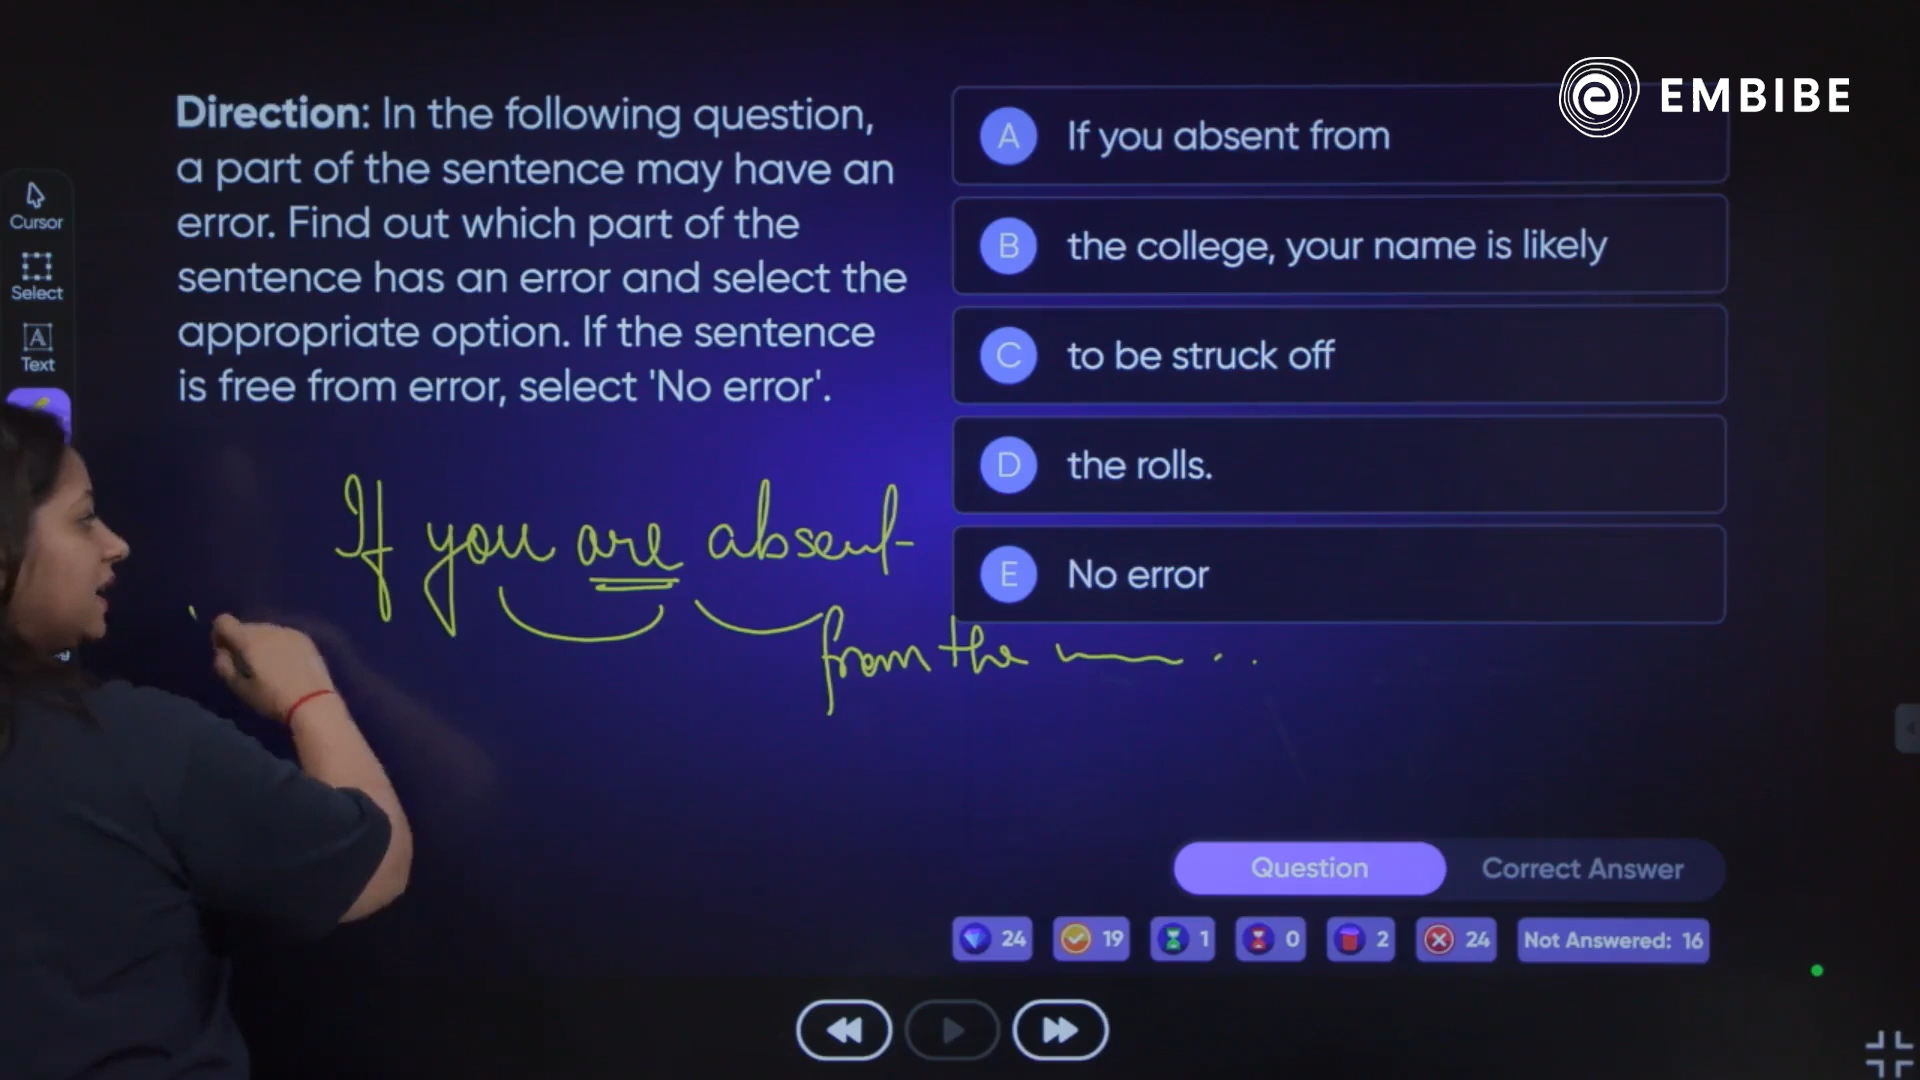 EMBIBE
Direction: In the following question,
a part of the sentence may have an
error. Find out which part of the
sentence has an error and select the
appropriate option. If the sentence
is free from error, select 'No error'.
A If you absent from
B the college, your name is likely
C to be struck off
D the rolls.
E No error
Cursor
Select
A
Text
If you are absent
from the
Question
Correct Answer
24
19
1
0
2
24
Not Answered: 16